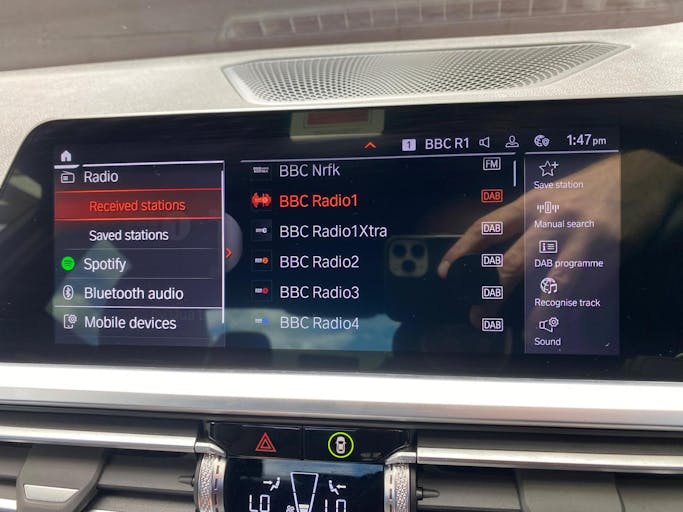 1 BBC R1 1:47pm
Radio
Received stations
Saved stations
Spotify
Bluetooth audio
Mobile devices
BBC Nrfk FM
BBC Radio1 DAB
BBC Radio1Xtra DAB
BBC Radio2 DAB
BBC Radio3 DAB
BBC Radio4 DAB
Save station
Manual search
DAB programme
Recognise track
Sound
LO
LO